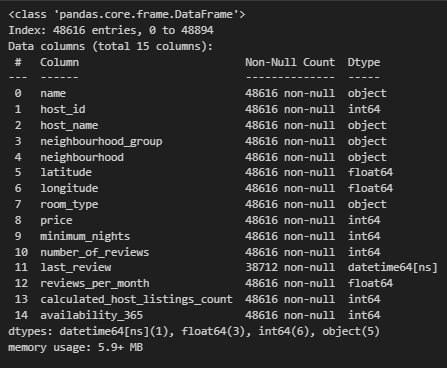 <class 'pandas.core.frame.DataFrame'>
Index: 48616 entries, 0 to 48894
Data columns (total 15 columns):
 #   Column                          Non-Null Count  Dtype
---  ------                          --------------  -----
 0   name                            48616 non-null  object
 1   host_id                         48616 non-null  int64
 2   host_name                       48616 non-null  object
 3   neighbourhood_group             48616 non-null  object
 4   neighbourhood                   48616 non-null  object
 5   latitude                        48616 non-null  float64
 6   longitude                       48616 non-null  float64
 7   room_type                       48616 non-null  object
 8   price                           48616 non-null  int64
 9   minimum_nights                  48616 non-null  int64
 10  number_of_reviews               48616 non-null  int64
 11  last_review                     38712 non-null  datetime64[ns]
 12  reviews_per_month               48616 non-null  float64
 13  calculated_host_listings_count  48616 non-null  int64
 14  availability_365                48616 non-null  int64
dtypes: datetime64[ns](1), float64(3), int64(6), object(5)
memory usage: 5.9+ MB